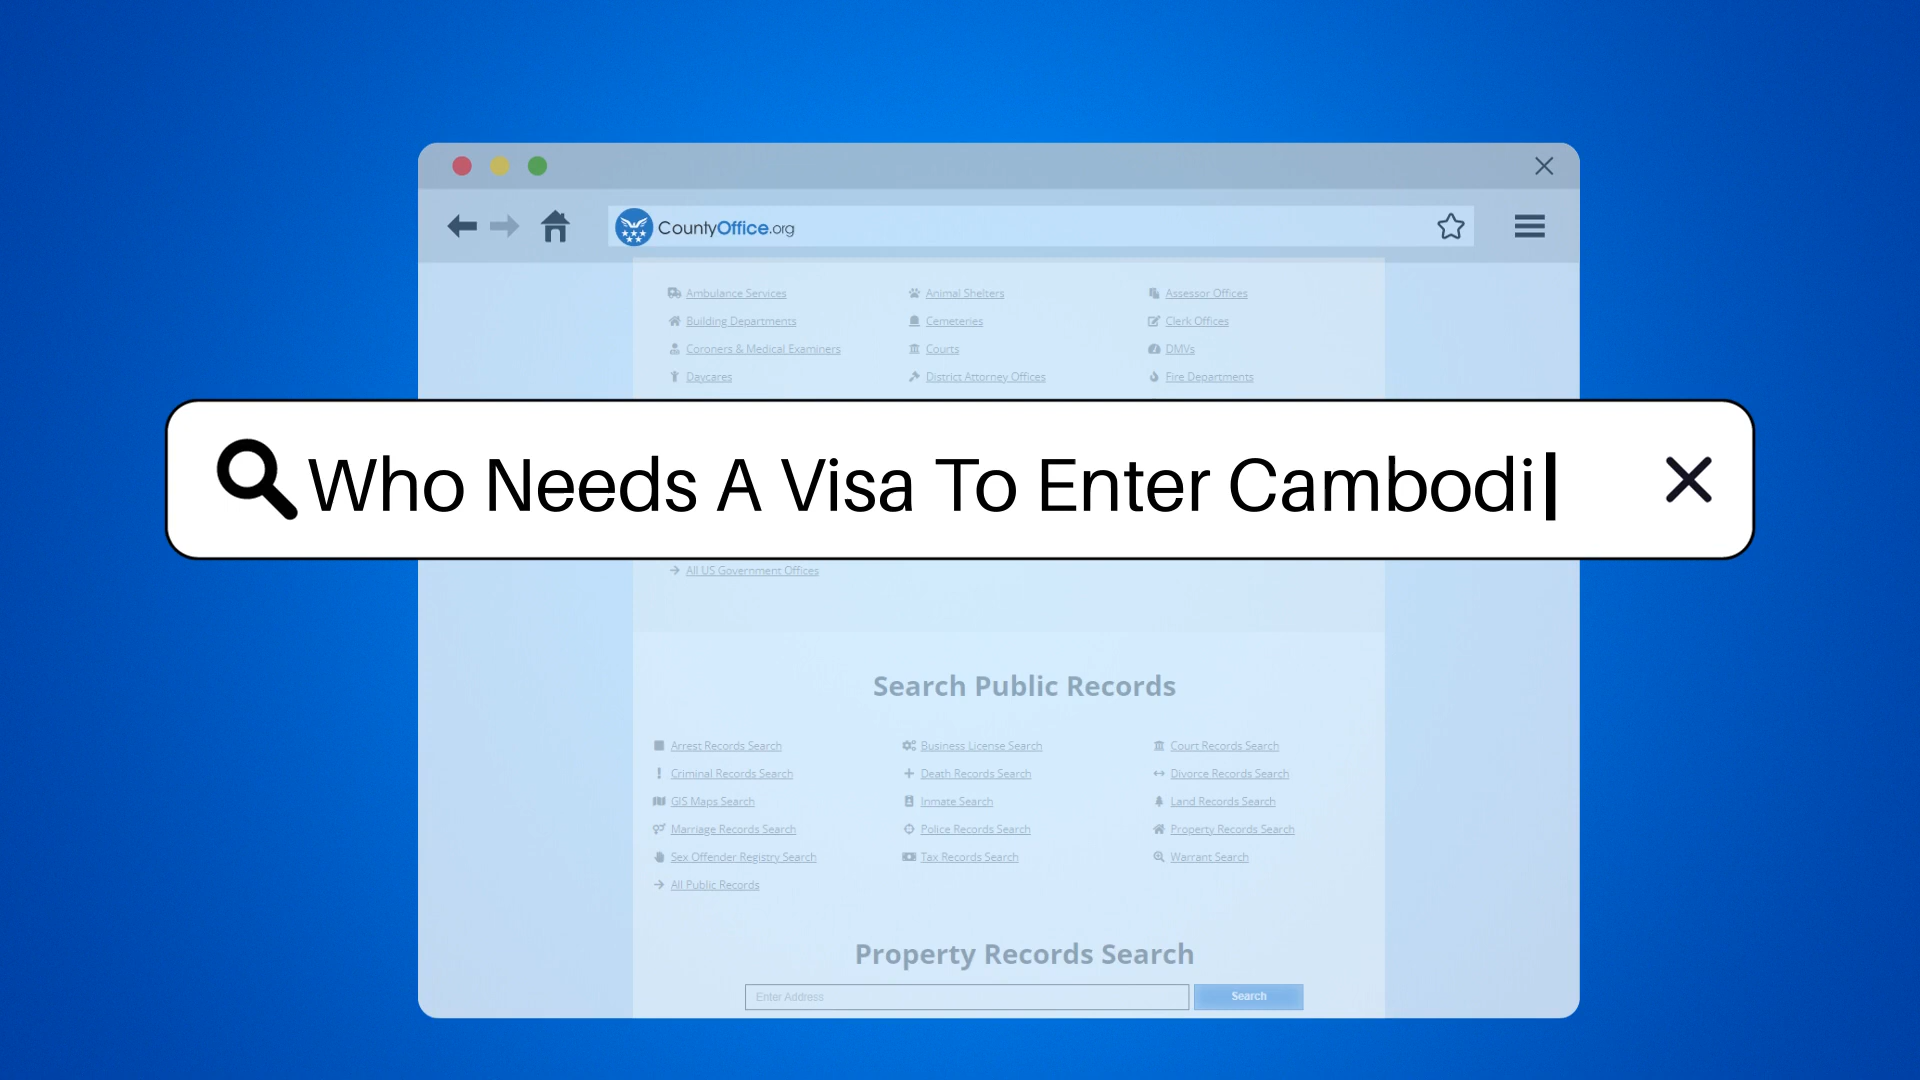 CountyOffice.org
Ambulance Services Animal Shelters Assessor Offices
Building Departments Cemeteries Clerk Offices
Coroners & Medical Examiners Courts DMVs
Daycares District Attorney Offices Fire Departments
Who Needs A Visa To Enter Cambodi
All US Government Offices
Search Public Records
Arrest Records Search Business License Search Court Records Search
Criminal Records Search Death Records Search Divorce Records Search
GIS Maps Search Inmate Search Land Records Search
Marriage Records Search Police Records Search Property Records Search
Sex Offender Registry Search Tax Records Search Warrant Search
All Public Records
Property Records Search
Enter Address Search